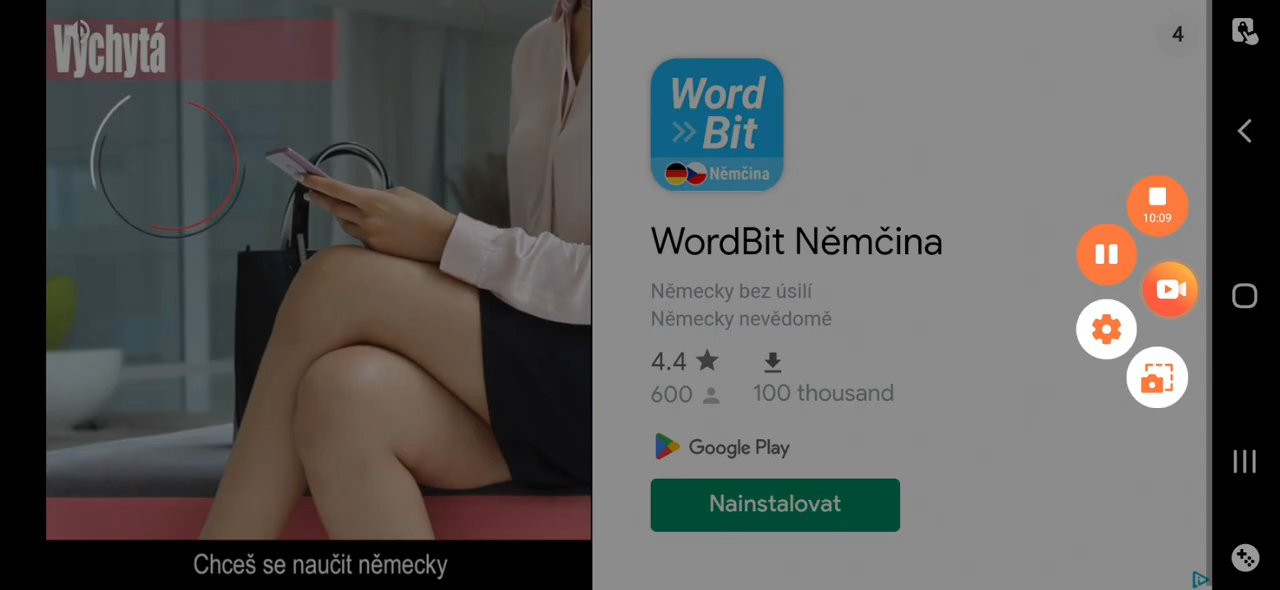 Vychytá
Chceš se naučit německy
4
Word
Bit
Němčina
WordBit Němčina
Německy bez úsilí
Německy nevědomě
4.4
600
100 thousand
Google Play
Nainstalovat
10:09